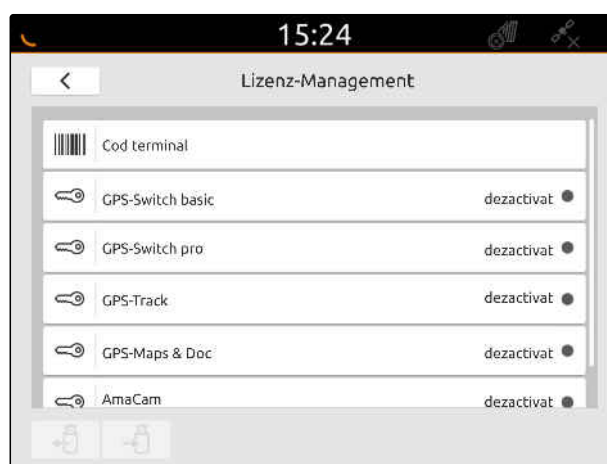 15:24
Lizenz-Management
Cod terminal
GPS-Switch basic dezactivat
GPS-Switch pro dezactivat
GPS-Track dezactivat
GPS-Maps & Doc dezactivat
AmaCam dezactivat